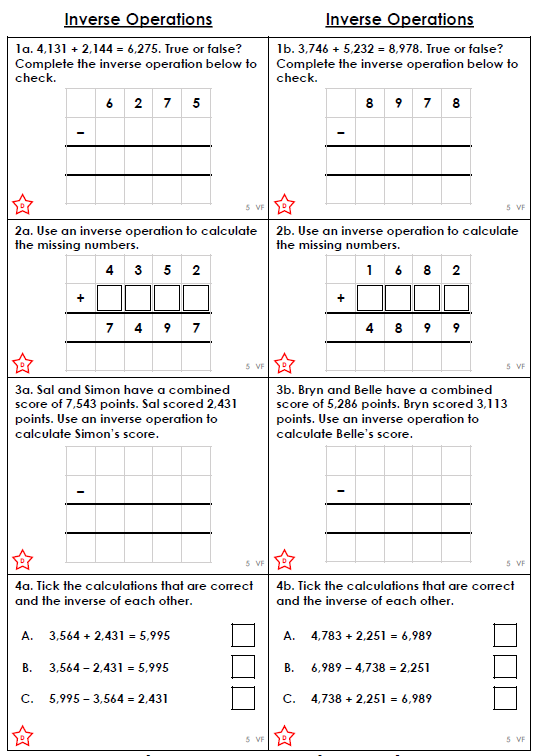 Inverse Operations
1a. 4,131 + 2,144 = 6,275. True or false?
Complete the inverse operation below to
check.
6 2 7 5
–
D
5 VF
2a. Use an inverse operation to calculate
the missing numbers.
4 3 5 2
+
7 4 9 7
D
5 VF
3a. Sal and Simon have a combined
score of 7,543 points. Sal scored 2,431
points. Use an inverse operation to
calculate Simon’s score.
–
D
5 VF
4a. Tick the calculations that are correct
and the inverse of each other.
A. 3,564 + 2,431 = 5,995
B. 3,564 – 2,431 = 5,995
C. 5,995 – 3,564 = 2,431
D
5 VF
Inverse Operations
1b. 3,746 + 5,232 = 8,978. True or false?
Complete the inverse operation below to
check.
8 9 7 8
–
D
5 VF
2b. Use an inverse operation to calculate
the missing numbers.
1 6 8 2
+
4 8 9 9
D
5 VF
3b. Bryn and Belle have a combined
score of 5,286 points. Bryn scored 3,113
points. Use an inverse operation to
calculate Belle’s score.
–
D
5 VF
4b. Tick the calculations that are correct
and the inverse of each other.
A. 4,783 + 2,251 = 6,989
B. 6,989 – 4,738 = 2,251
C. 4,738 + 2,251 = 6,989
D
5 VF